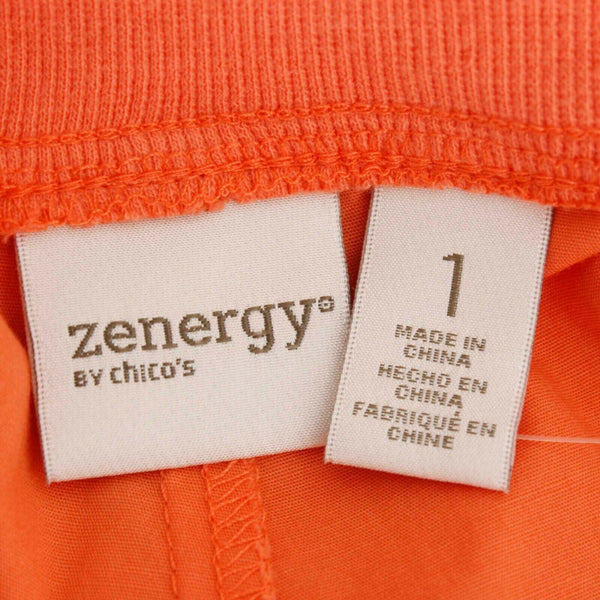 zenergy®
BY chico's
1
MADE IN
CHINA
HECHO EN
CHINA
FABRIQUÉ EN
CHINE